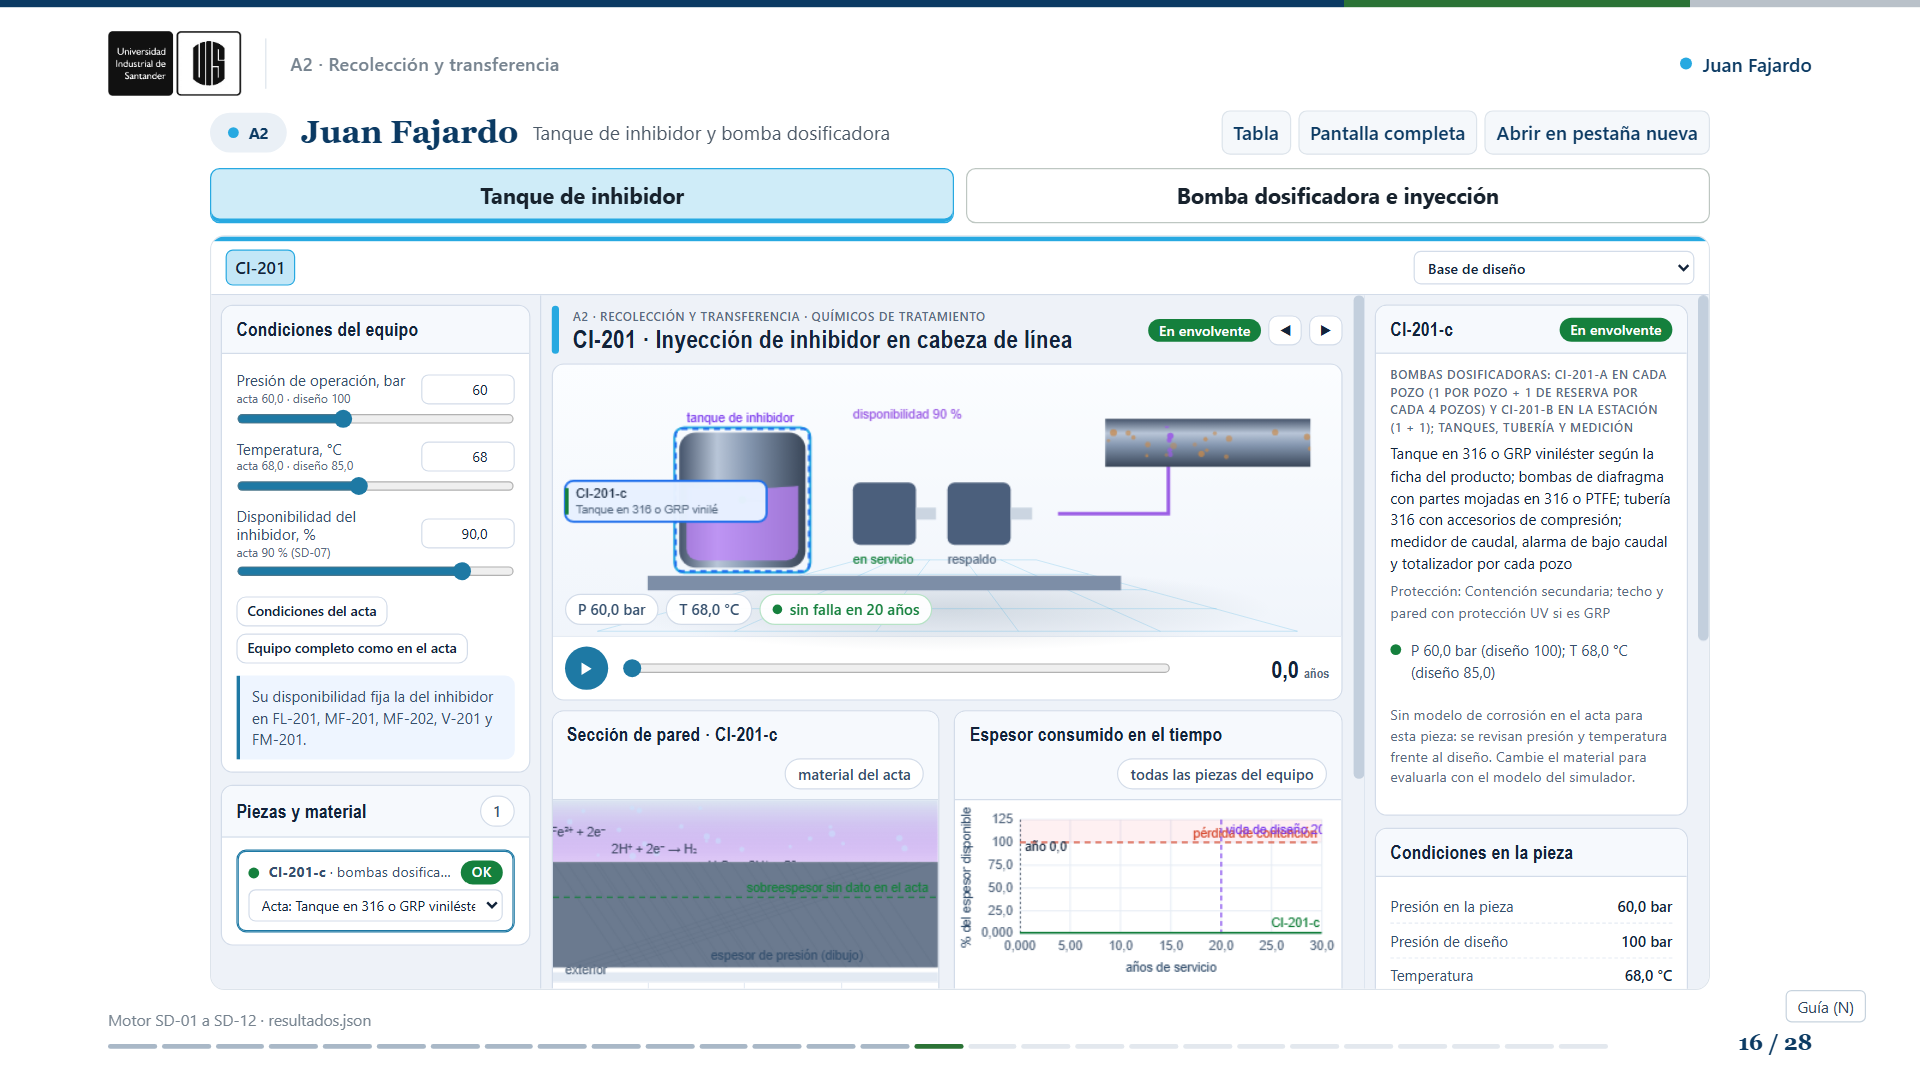 Universidad
Industrial de
Santander
UIS
A2 · Recolección y transferencia
Juan Fajardo
A2
Juan Fajardo
Tanque de inhibidor y bomba dosificadora
Tabla
Pantalla completa
Abrir en pestaña nueva
Tanque de inhibidor
Bomba dosificadora e inyección
CI-201
Base de diseño
Condiciones del equipo
Presión de operación, bar
acta 60,0 · diseño 100
60
Temperatura, °C
acta 68,0 · diseño 85,0
68
Disponibilidad del
inhibidor, %
acta 90 % (SD-07)
90,0
Condiciones del acta
Equipo completo como en el acta
Su disponibilidad fija la del inhibidor
en FL-201, MF-201, MF-202, V-201 y
FM-201.
Piezas y material
1
CI-201-c · bombas dosifica...
OK
Acta: Tanque en 316 o GRP viniléste
A2 · RECOLECCIÓN Y TRANSFERENCIA · QUÍMICOS DE TRATAMIENTO
CI-201 · Inyección de inhibidor en cabeza de línea
En envolvente
tanque de inhibidor
disponibilidad 90 %
CI-201-c
Tanque en 316 o GRP vinilé
en servicio
respaldo
P 60,0 bar
T 68,0 °C
sin falla en 20 años
0,0 años
Sección de pared · CI-201-c
material del acta
Fe²⁺ + 2e⁻
2H⁺ + 2e⁻ → H₂
sobreespesor sin dato en el acta
espesor de presión (dibujo)
exterior
Espesor consumido en el tiempo
todas las piezas del equipo
% del espesor disponible
125
100
75,0
50,0
25,0
0,000
vida de diseño 20
pérdida de contención
año 0,0
CI-201-c
0,000
5,00
10,0
15,0
20,0
25,0
30,0
años de servicio
CI-201-c
En envolvente
BOMBAS DOSIFICADORAS: CI-201-A EN CADA
POZO (1 POR POZO + 1 DE RESERVA POR
CADA 4 POZOS) Y CI-201-B EN LA ESTACIÓN
(1 + 1); TANQUES, TUBERÍA Y MEDICIÓN
Tanque en 316 o GRP viniléster según la
ficha del producto; bombas de diafragma
con partes mojadas en 316 o PTFE; tubería
316 con accesorios de compresión;
medidor de caudal, alarma de bajo caudal
y totalizador por cada pozo
Protección: Contención secundaria; techo y
pared con protección UV si es GRP
P 60,0 bar (diseño 100); T 68,0 °C
(diseño 85,0)
Sin modelo de corrosión en el acta para
esta pieza: se revisan presión y temperatura
frente al diseño. Cambie el material para
evaluarla con el modelo del simulador.
Condiciones en la pieza
Presión en la pieza
60,0 bar
Presión de diseño
100 bar
Temperatura
68,0 °C
Guía (N)
Motor SD-01 a SD-12 · resultados.json
16 / 28